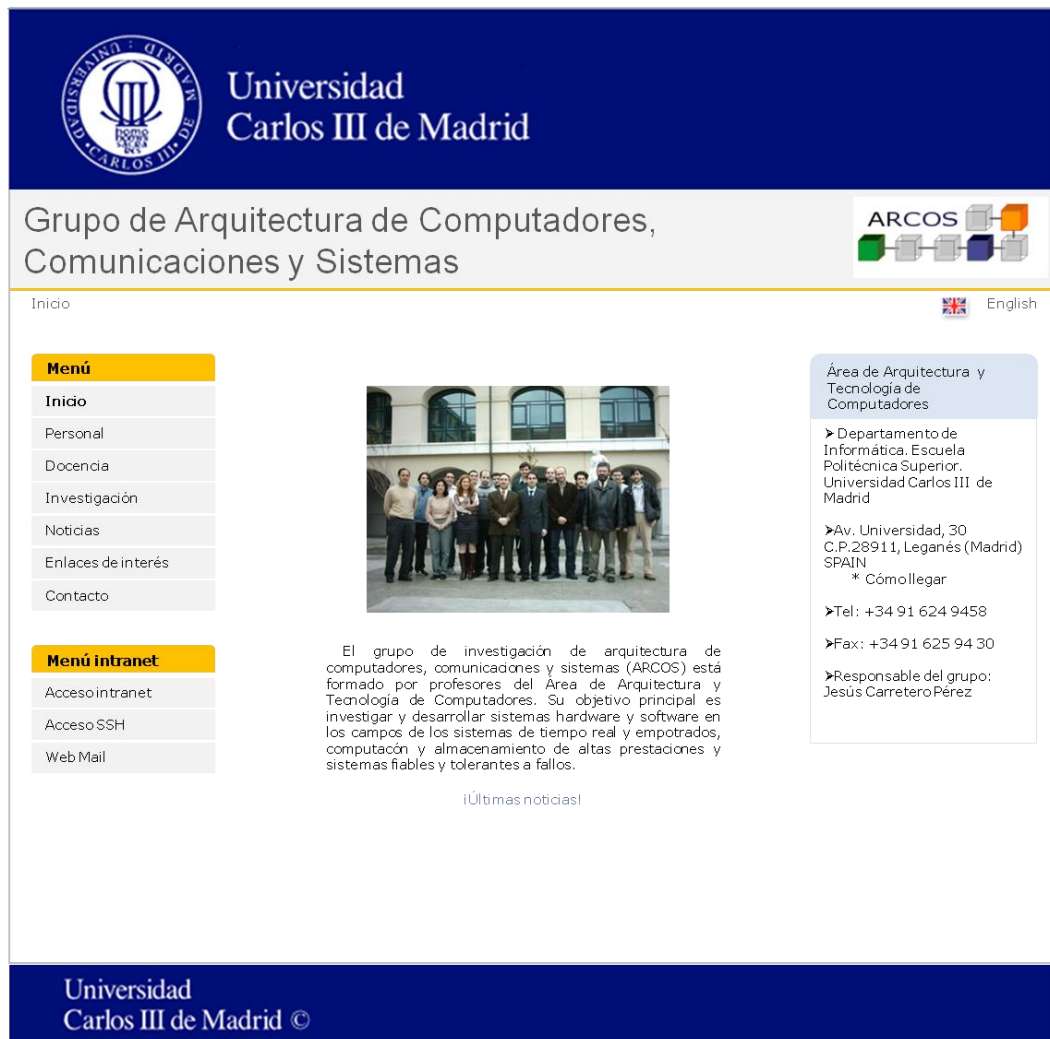 UNIVERSIDAD · CARLOS III · DE MADRID
Universidad
Carlos III de Madrid
Grupo de Arquitectura de Computadores,
Comunicaciones y Sistemas
ARCOS
Inicio
English
Menú
Inicio
Personal
Docencia
Investigación
Noticias
Enlaces de interés
Contacto
Menú intranet
Acceso intranet
Acceso SSH
Web Mail
El grupo de investigación de arquitectura de
computadores, comunicaciones y sistemas (ARCOS) está
formado por profesores del Área de Arquitectura y
Tecnología de Computadores. Su objetivo principal es
investigar y desarrollar sistemas hardware y software en
los campos de los sistemas de tiempo real y empotrados,
computacón y almacenamiento de altas prestaciones y
sistemas fiables y tolerantes a fallos.
¡Últimas noticias!
Área de Arquitectura y
Tecnología de
Computadores
➤ Departamento de
Informática. Escuela
Politécnica Superior.
Universidad Carlos III de
Madrid
➤Av. Universidad, 30
C.P.28911, Leganés (Madrid)
SPAIN
* Cómo llegar
➤Tel: +34 91 624 9458
➤Fax: +34 91 625 94 30
➤Responsable del grupo:
Jesús Carretero Pérez
Universidad
Carlos III de Madrid ©